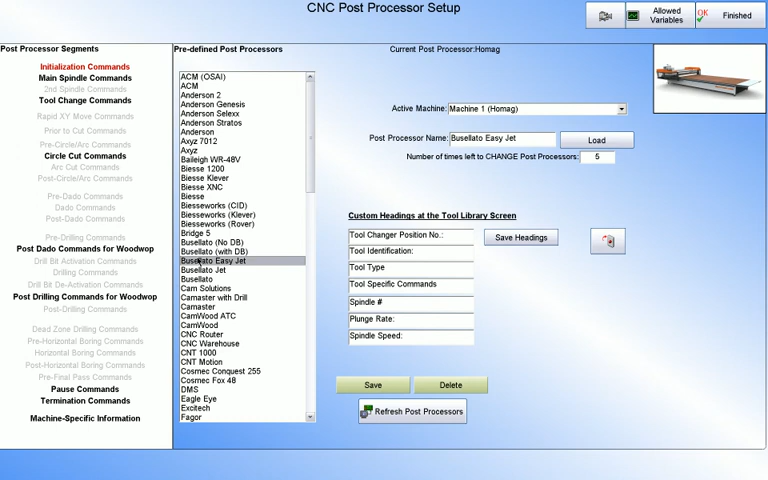 CNC Post Processor Setup
Allowed
Variables
OK
Finished
Post Processor Segments
Initialization Commands
Main Spindle Commands
2nd Spindle Commands
Tool Change Commands
Rapid XY Move Commands
Prior to Cut Commands
Pre-Circle/Arc Commands
Circle Cut Commands
Arc Cut Commands
Post-Circle/Arc Commands
Pre-Dado Commands
Dado Commands
Post-Dado Commands
Pre-Drilling Commands
Post Dado Commands for Woodwop
Drill Bit Activation Commands
Drilling Commands
Drill Bit De-Activation Commands
Post Drilling Commands for Woodwop
Post-Drilling Commands
Dead Zone Drilling Commands
Pre-Horizontal Boring Commands
Horizontal Boring Commands
Post-Horizontal Boring Commands
Pre-Final Pass Commands
Pause Commands
Termination Commands
Machine-Specific Information
Pre-defined Post Processors
ACM (OSAI)
ACM
Anderson 2
Anderson Genesis
Anderson Selexx
Anderson Stratos
Anderson
Axyz 7012
Axyz
Baileigh WR-48V
Biesse 1200
Biesse Klever
Biesse XNC
Biesse
Biesseworks (CID)
Biesseworks (Klever)
Biesseworks (Rover)
Bridge 5
Busellato (No DB)
Busellato (with DB)
Busellato Easy Jet
Busellato Jet
Busellato
Cam Solutions
Camaster with Drill
Camaster
CamWood ATC
CamWood
CNC Router
CNC Warehouse
CNT 1000
CNT Motion
Cosmec Conquest 255
Cosmec Fox 48
DMS
Eagle Eye
Excitech
Fagor
Current Post Processor:Homag
Active Machine: Machine 1 (Homag)
Post Processor Name: Busellato Easy Jet
Load
Number of times left to CHANGE Post Processors: 5
Custom Headings at the Tool Library Screen
Tool Changer Position No.:
Tool Identification:
Tool Type
Tool Specific Commands
Spindle #
Plunge Rate:
Spindle Speed:
Save Headings
Save
Delete
Refresh Post Processors